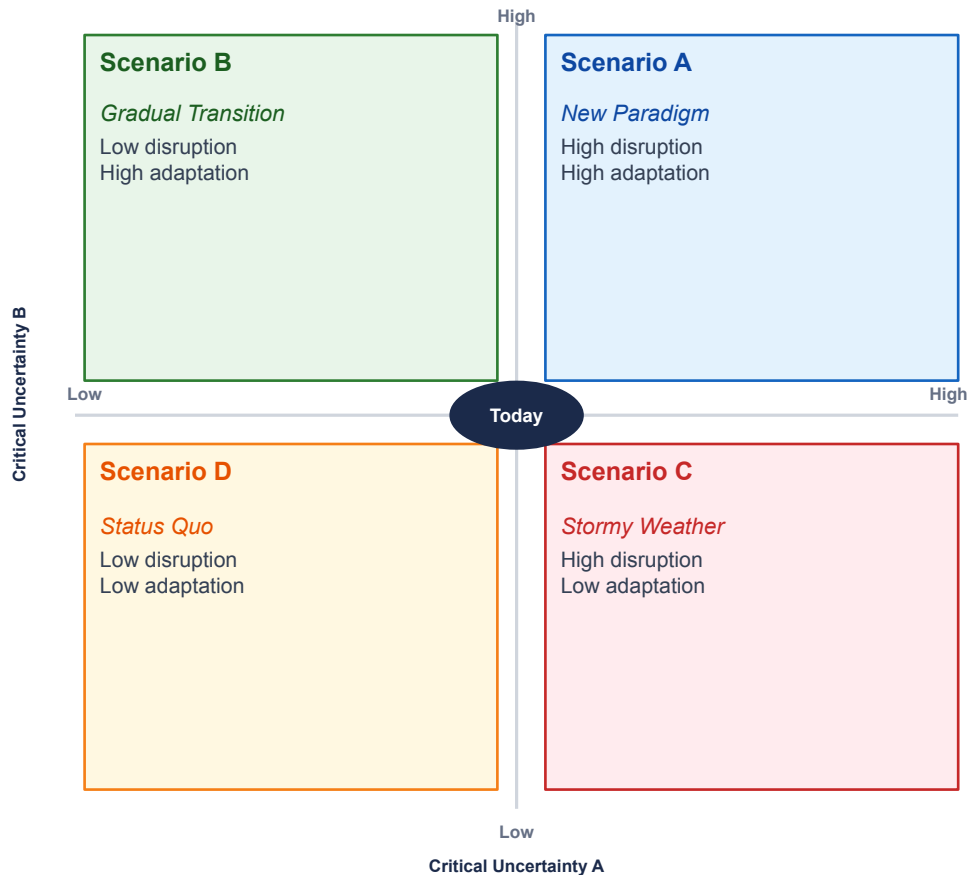 High
Scenario B
Gradual Transition
Low disruption
High adaptation
Scenario A
New Paradigm
High disruption
High adaptation
Critical Uncertainty B
Low
High
Today
Scenario D
Status Quo
Low disruption
Low adaptation
Scenario C
Stormy Weather
High disruption
Low adaptation
Low
Critical Uncertainty A